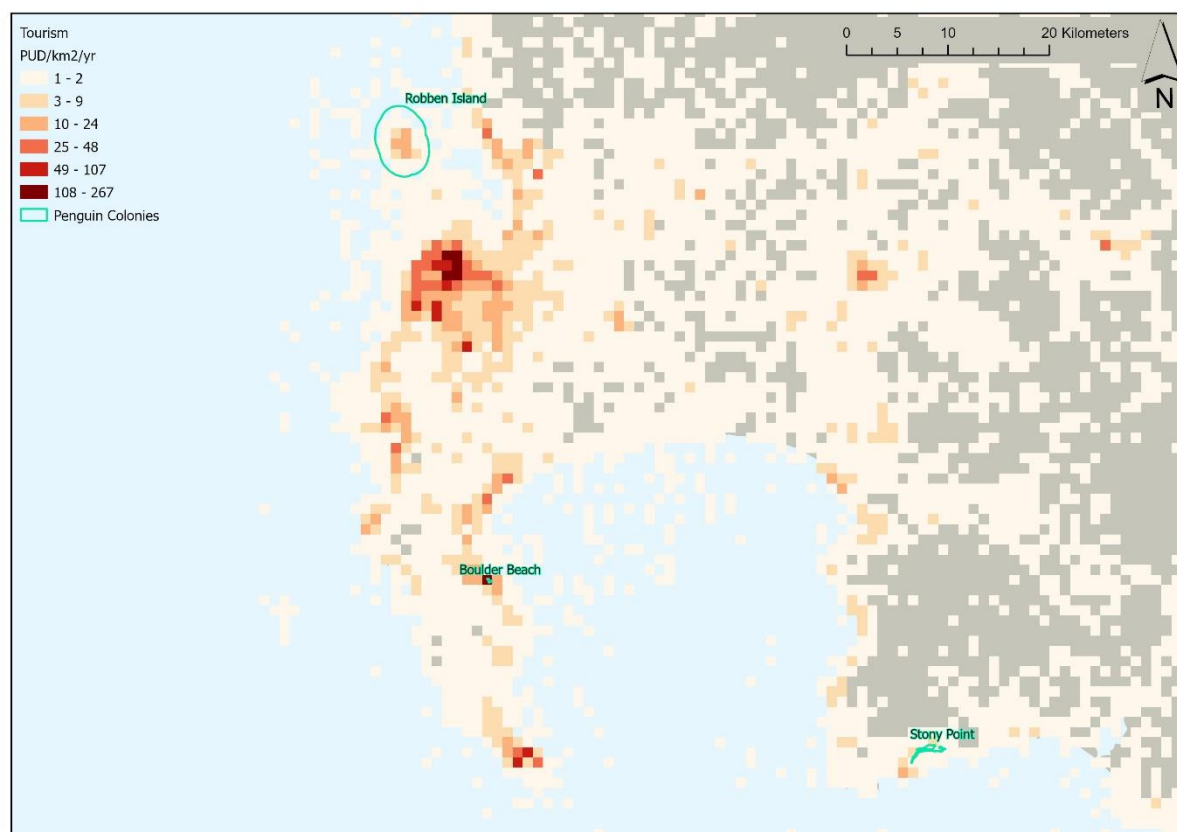 Tourism
PUD/km2/yr
1 - 2
3 - 9
10 - 24
25 - 48
49 - 107
108 - 267
Penguin Colonies
0 5 10 20 Kilometers
N
Robben Island
Boulder Beach
Stony Point